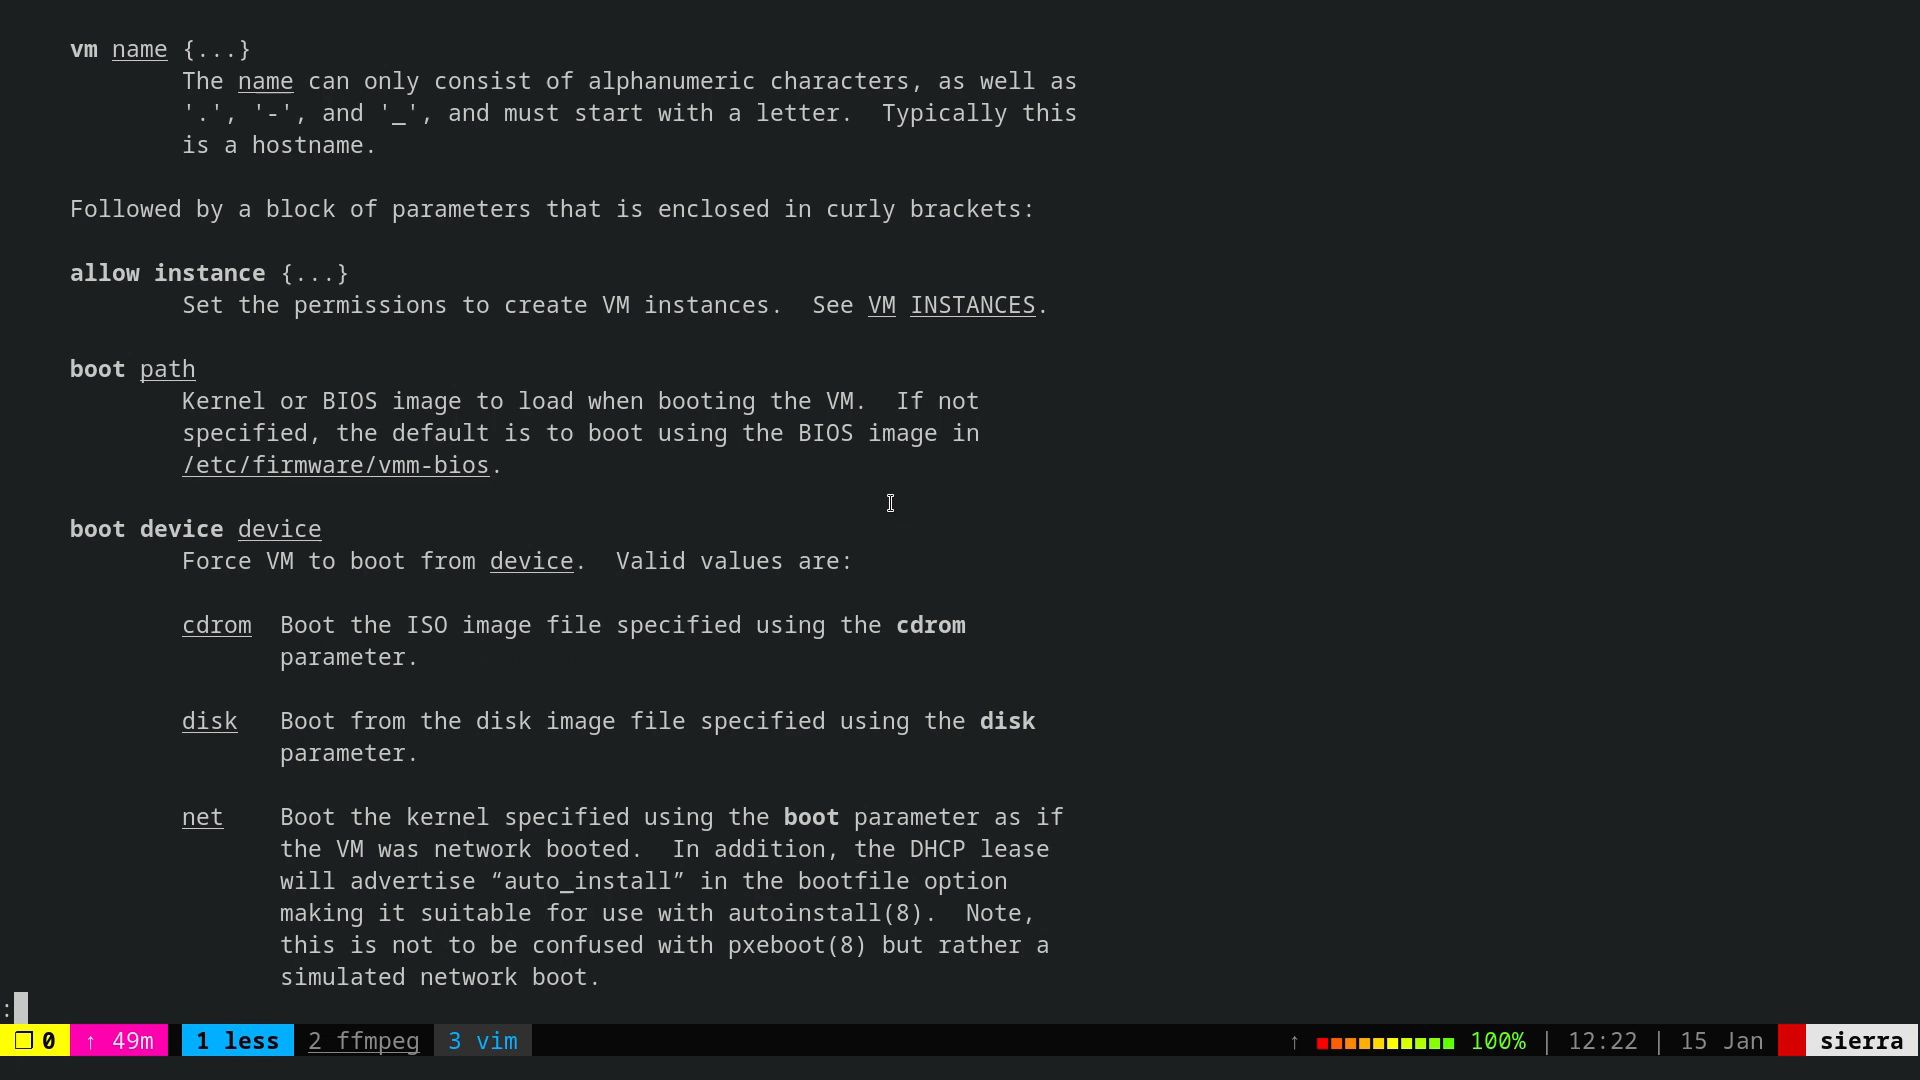 vm name {...}
The name can only consist of alphanumeric characters, as well as
'.', '-', and '_', and must start with a letter.  Typically this
is a hostname.
Followed by a block of parameters that is enclosed in curly brackets:
allow instance {...}
Set the permissions to create VM instances.  See VM INSTANCES.
boot path
Kernel or BIOS image to load when booting the VM.  If not
specified, the default is to boot using the BIOS image in
/etc/firmware/vmm-bios.
boot device device
Force VM to boot from device.  Valid values are:
cdrom  Boot the ISO image file specified using the cdrom
parameter.
disk   Boot from the disk image file specified using the disk
parameter.
net    Boot the kernel specified using the boot parameter as if
the VM was network booted.  In addition, the DHCP lease
will advertise “auto_install” in the bootfile option
making it suitable for use with autoinstall(8).  Note,
this is not to be confused with pxeboot(8) but rather a
simulated network boot.
:
❐ 0 ↑ 49m 1 less 2 ffmpeg 3 vim ↑ 100% | 12:22 | 15 Jan sierra